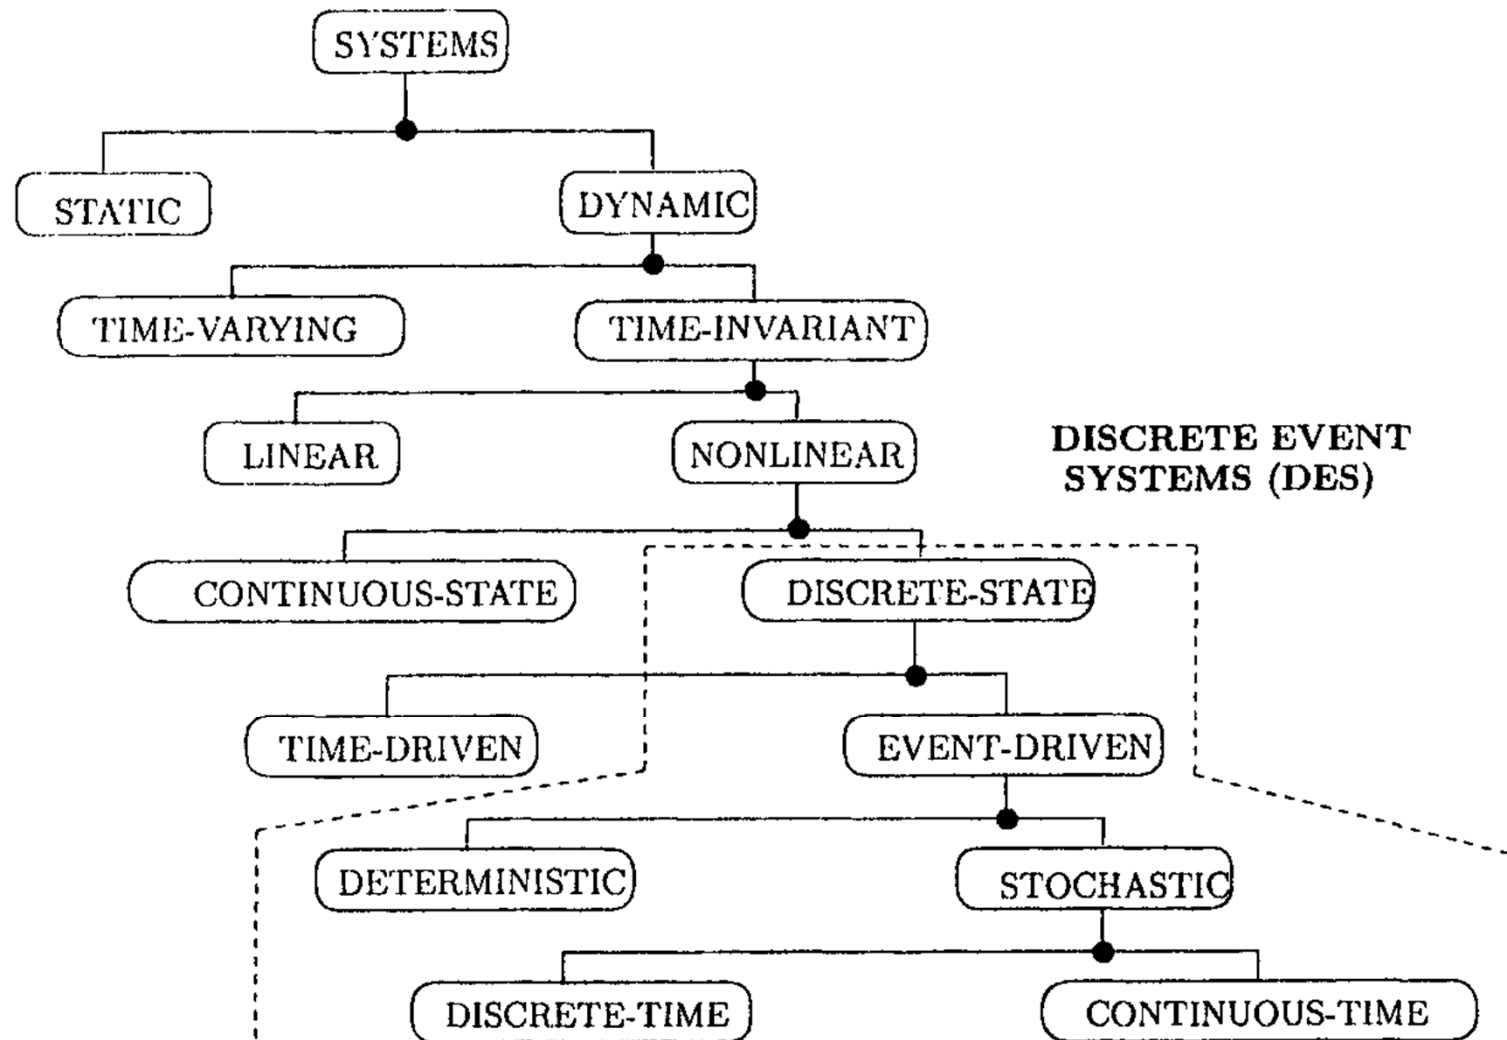 SYSTEMS
STATIC
DYNAMIC
TIME-VARYING
TIME-INVARIANT
LINEAR
NONLINEAR
DISCRETE EVENT
SYSTEMS (DES)
CONTINUOUS-STATE
DISCRETE-STATE
TIME-DRIVEN
EVENT-DRIVEN
DETERMINISTIC
STOCHASTIC
DISCRETE-TIME
CONTINUOUS-TIME